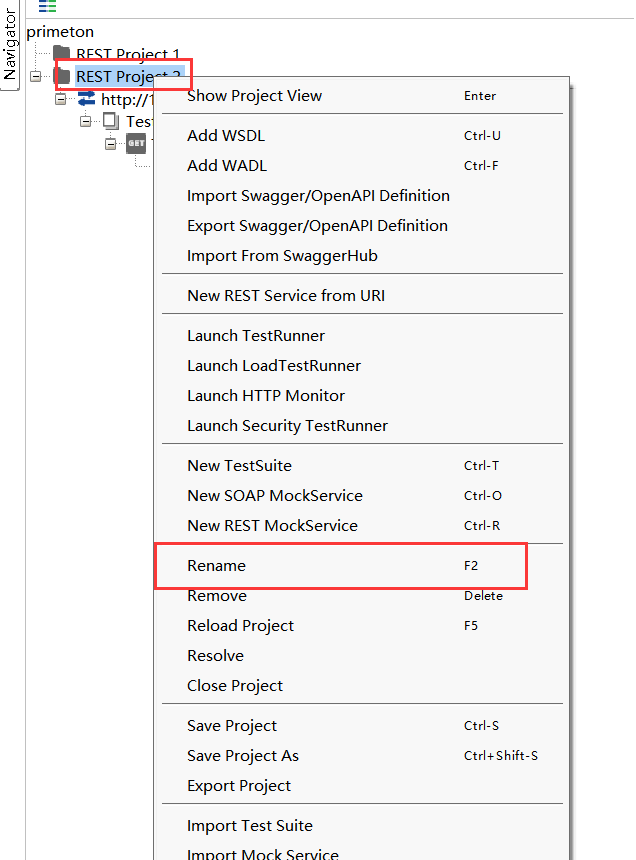 Navigator
primeton
REST Project 1
REST Project 2
http://1
Test
GET
Show Project View Enter
Add WSDL Ctrl-U
Add WADL Ctrl-F
Import Swagger/OpenAPI Definition
Export Swagger/OpenAPI Definition
Import From SwaggerHub
New REST Service from URI
Launch TestRunner
Launch LoadTestRunner
Launch HTTP Monitor
Launch Security TestRunner
New TestSuite Ctrl-T
New SOAP MockService Ctrl-O
New REST MockService Ctrl-R
Rename F2
Remove Delete
Reload Project F5
Resolve
Close Project
Save Project Ctrl-S
Save Project As Ctrl+Shift-S
Export Project
Import Test Suite
Import Mock Service